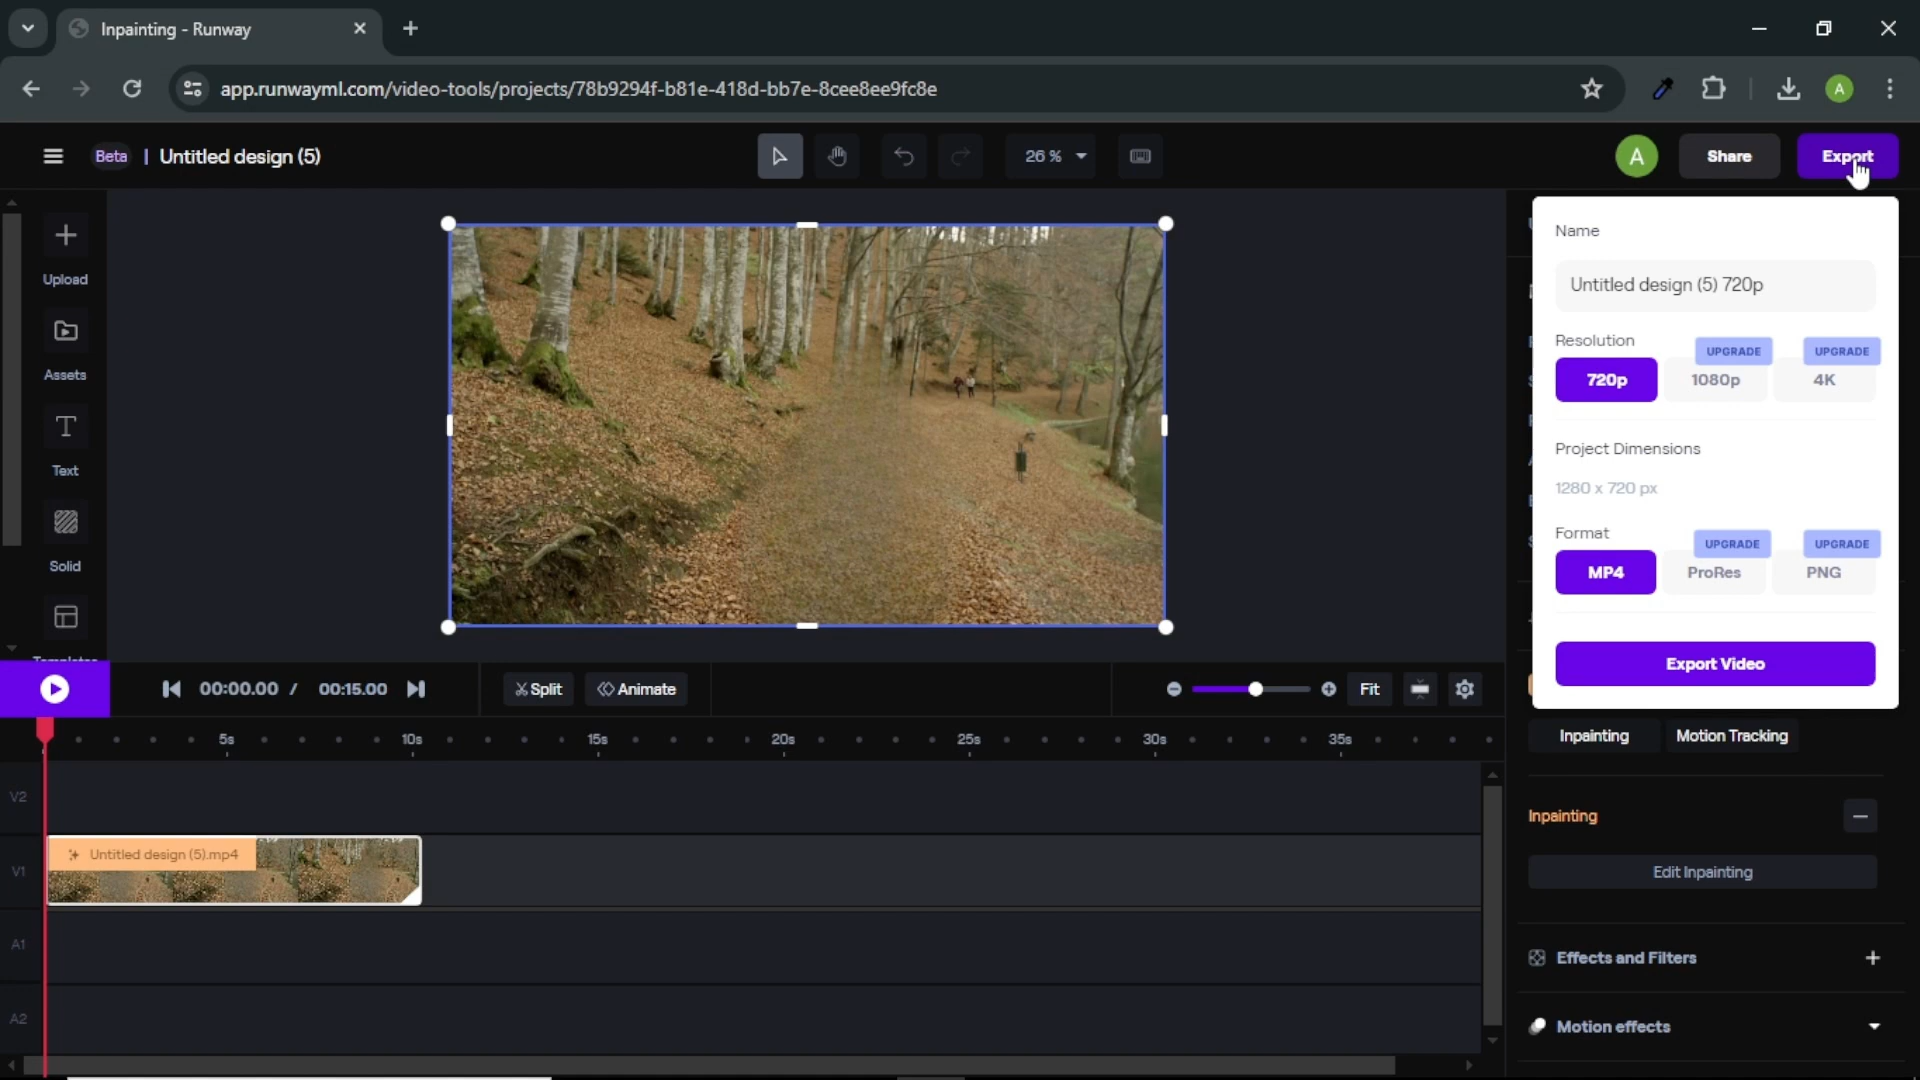 Inpainting - Runway
app.runwayml.com/video-tools/projects/78b9294f-b81e-418d-bb7e-8cee8ee9fc8e
A
Beta | Untitled design (5)
26 %
A
Share
Export
Upload
Assets
Text
Solid
Templates
Name
Untitled design (5) 720p
Resolution
UPGRADE
UPGRADE
720p
1080p
4K
Project Dimensions
1280 x 720 px
Format
UPGRADE
UPGRADE
MP4
ProRes
PNG
Export Video
00:00.00 / 00:15.00
Split
Animate
Fit
5s
10s
15s
20s
25s
30s
35s
V2
V1
Untitled design (5).mp4
A1
A2
Inpainting
Motion Tracking
Inpainting
Edit Inpainting
Effects and Filters
Motion effects